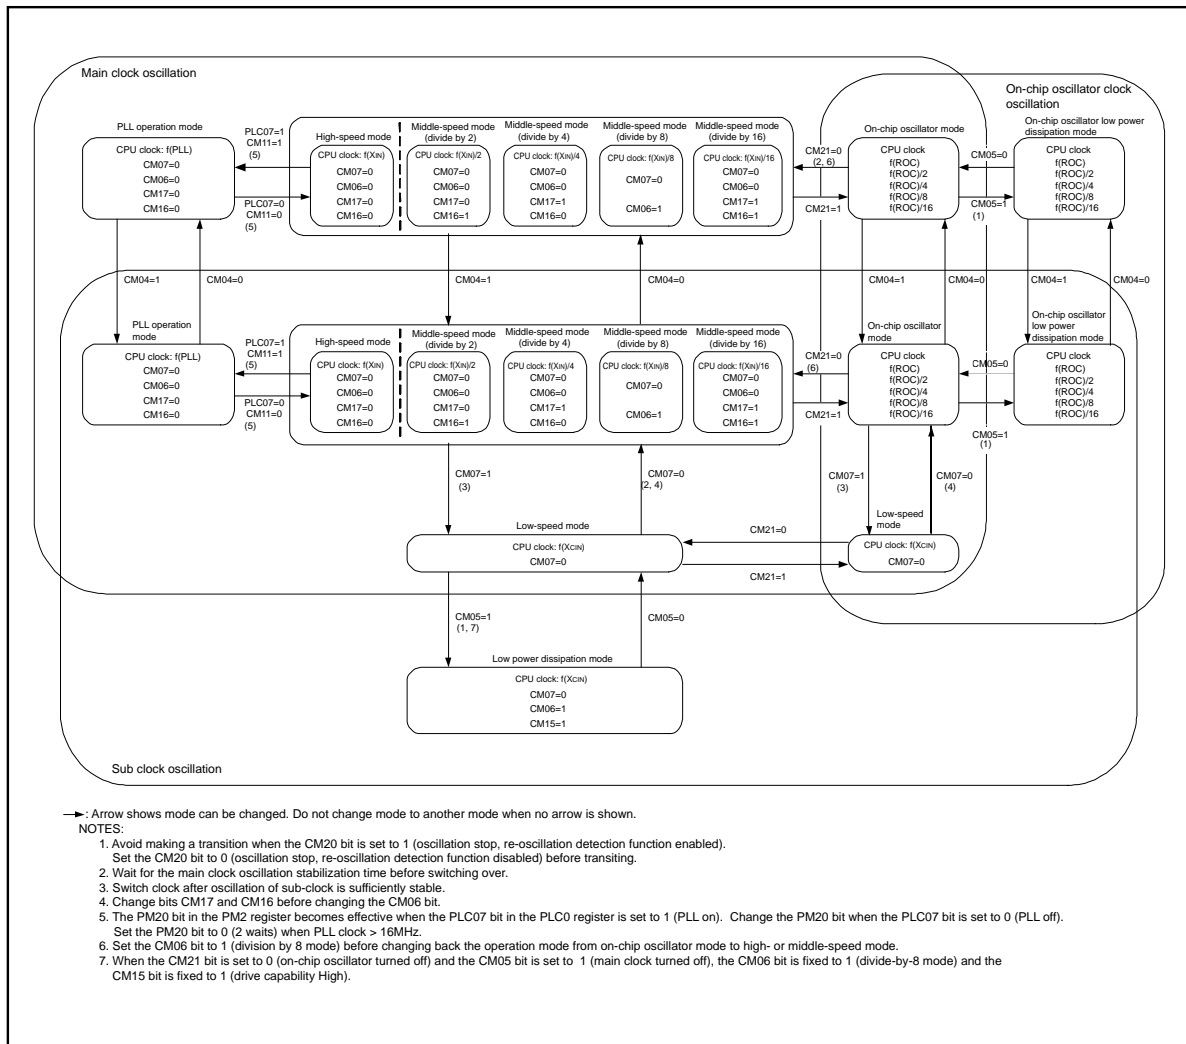 Main clock oscillation
On-chip oscillator clock
oscillation
PLL operation mode
CPU clock: f(PLL)
CM07=0
CM06=0
CM17=0
CM16=0
PLC07=1
CM11=1
(5)
PLC07=0
CM11=0
(5)
High-speed mode
CPU clock: f(XIN)
CM07=0
CM06=0
CM17=0
CM16=0
Middle-speed mode
(divide by 2)
CPU clock: f(XIN)/2
CM07=0
CM06=0
CM17=0
CM16=1
Middle-speed mode
(divide by 4)
CPU clock: f(XIN)/4
CM07=0
CM06=0
CM17=1
CM16=0
Middle-speed mode
(divide by 8)
CPU clock: f(XIN)/8
CM07=0
CM06=1
Middle-speed mode
(divide by 16)
CPU clock: f(XIN)/16
CM07=0
CM06=0
CM17=1
CM16=1
CM21=0
(2, 6)
CM21=1
On-chip oscillator mode
CPU clock
f(ROC)
f(ROC)/2
f(ROC)/4
f(ROC)/8
f(ROC)/16
CM05=0
CM05=1
(1)
On-chip oscillator low power
dissipation mode
CPU clock
f(ROC)
f(ROC)/2
f(ROC)/4
f(ROC)/8
f(ROC)/16
CM04=1
CM04=0
CM04=1
CM04=0
CM04=1
CM04=0
CM04=1
CM04=0
PLL operation
mode
CPU clock: f(PLL)
CM07=0
CM06=0
CM17=0
CM16=0
PLC07=1
CM11=1
(5)
PLC07=0
CM11=0
(5)
High-speed mode
CPU clock: f(XIN)
CM07=0
CM06=0
CM17=0
CM16=0
Middle-speed mode
(divide by 2)
CPU clock: f(XIN)/2
CM07=0
CM06=0
CM17=0
CM16=1
Middle-speed mode
(divide by 4)
CPU clock: f(XIN)/4
CM07=0
CM06=0
CM17=1
CM16=0
Middle-speed mode
(divide by 8)
CPU clock: f(XIN)/8
CM07=0
CM06=1
Middle-speed mode
(divide by 16)
CPU clock: f(XIN)/16
CM07=0
CM06=0
CM17=1
CM16=1
CM21=0
(6)
CM21=1
On-chip oscillator
mode
CPU clock
f(ROC)
f(ROC)/2
f(ROC)/4
f(ROC)/8
f(ROC)/16
CM05=0
CM05=1
(1)
On-chip oscillator
low power
dissipation mode
CPU clock
f(ROC)
f(ROC)/2
f(ROC)/4
f(ROC)/8
f(ROC)/16
CM07=1
(3)
CM07=0
(2, 4)
CM07=1
(3)
CM07=0
(4)
Low-speed mode
CPU clock: f(XCIN)
CM07=0
CM21=0
CM21=1
Low-speed
mode
CPU clock: f(XCIN)
CM07=0
CM05=1
(1, 7)
CM05=0
Low power dissipation mode
CPU clock: f(XCIN)
CM07=0
CM06=1
CM15=1
Sub clock oscillation
: Arrow shows mode can be changed. Do not change mode to another mode when no arrow is shown.
NOTES:
1. Avoid making a transition when the CM20 bit is set to 1 (oscillation stop, re-oscillation detection function enabled).
Set the CM20 bit to 0 (oscillation stop, re-oscillation detection function disabled) before transiting.
2. Wait for the main clock oscillation stabilization time before switching over.
3. Switch clock after oscillation of sub-clock is sufficiently stable.
4. Change bits CM17 and CM16 before changing the CM06 bit.
5. The PM20 bit in the PM2 register becomes effective when the PLC07 bit in the PLC0 register is set to 1 (PLL on). Change the PM20 bit when the PLC07 bit is set to 0 (PLL off).
Set the PM20 bit to 0 (2 waits) when PLL clock > 16MHz.
6. Set the CM06 bit to 1 (division by 8 mode) before changing back the operation mode from on-chip oscillator mode to high- or middle-speed mode.
7. When the CM21 bit is set to 0 (on-chip oscillator turned off) and the CM05 bit is set to 1 (main clock turned off), the CM06 bit is fixed to 1 (divide-by-8 mode) and the
CM15 bit is fixed to 1 (drive capability High).